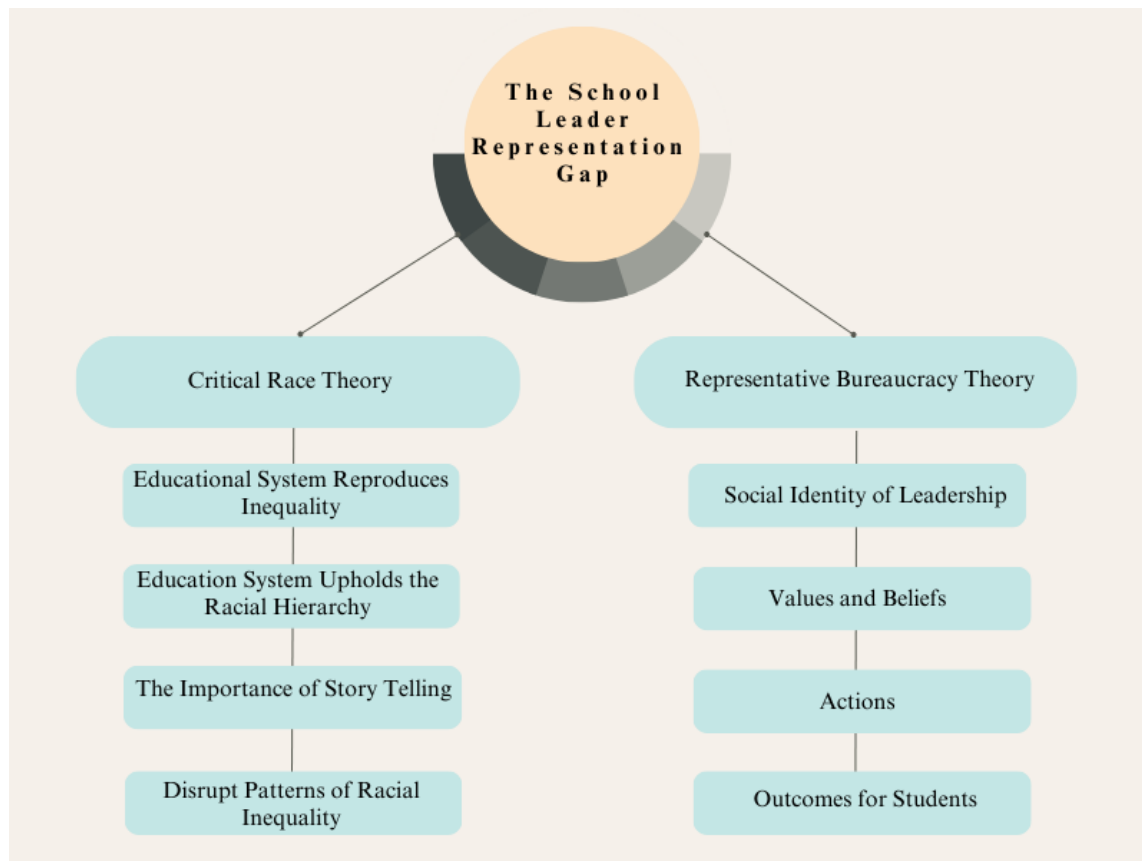 The School
Leader
Representation
Gap
Critical Race Theory
Educational System Reproduces
Inequality
Education System Upholds the
Racial Hierarchy
The Importance of Story Telling
Disrupt Patterns of Racial
Inequality
Representative Bureaucracy Theory
Social Identity of Leadership
Values and Beliefs
Actions
Outcomes for Students